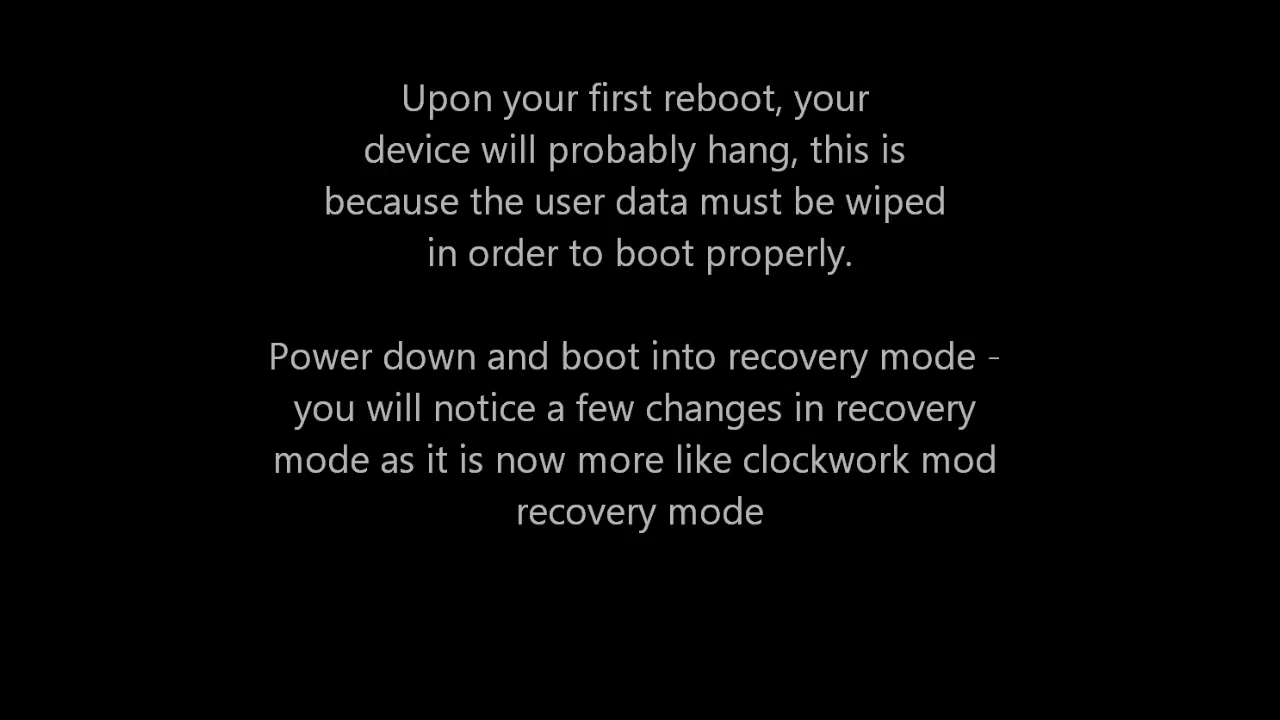 Upon your first reboot, your
device will probably hang, this is
because the user data must be wiped
in order to boot properly.
Power down and boot into recovery mode -
you will notice a few changes in recovery
mode as it is now more like clockwork mod
recovery mode